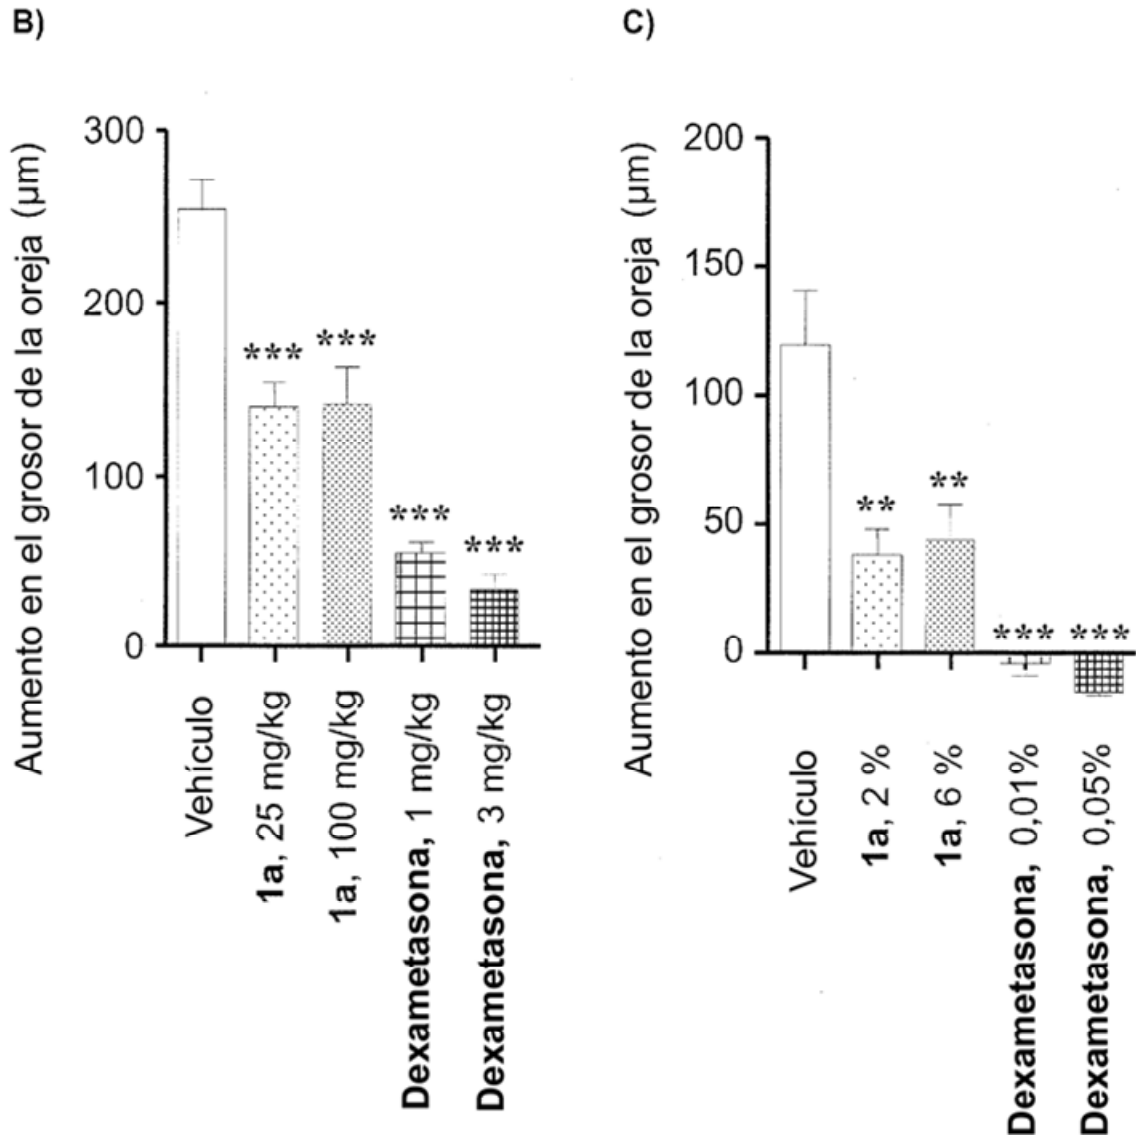 B)
Aumento en el grosor de la oreja (µm)
300
200
100
0
***
***
***
***
Vehículo
1a, 25 mg/kg
1a, 100 mg/kg
Dexametasona, 1 mg/kg
Dexametasona, 3 mg/kg
C)
Aumento en el grosor de la oreja (µm)
200
150
100
50
0
**
**
***
***
Vehículo
1a, 2 %
1a, 6 %
Dexametasona, 0,01%
Dexametasona, 0,05%